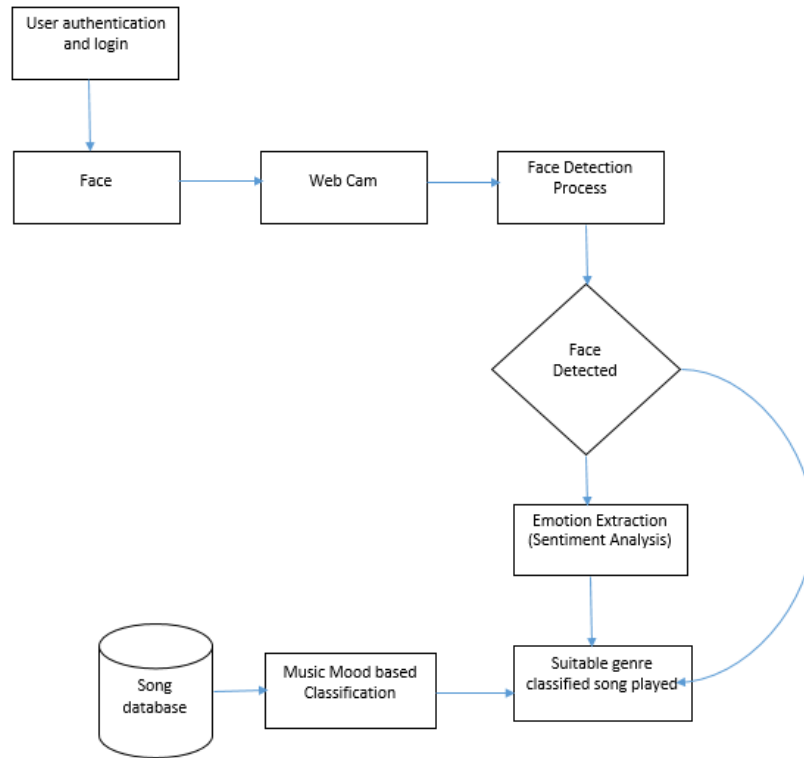 User authentication
and login
Face
Web Cam
Face Detection
Process
Face
Detected
Emotion Extraction
(Sentiment Analysis)
Song
database
Music Mood based
Classification
Suitable genre
classified song played